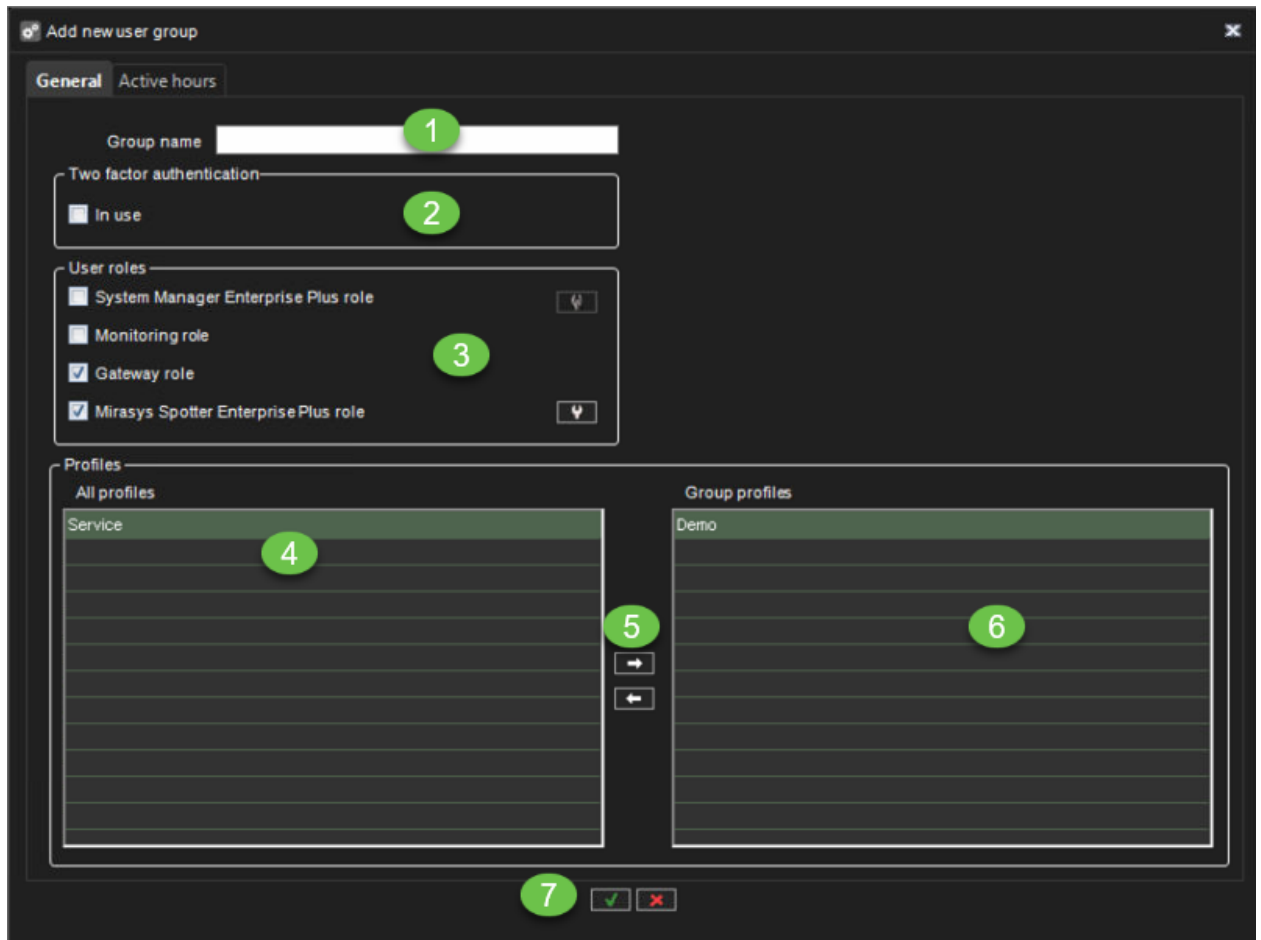 Add new user group
General Active hours
Group name 1
Two factor authentication
In use 2
User roles
System Manager Enterprise Plus role
Monitoring role
3
Gateway role
Mirasys Spotter Enterprise Plus role
Profiles
All profiles Group profiles
Service Demo
4
5 6
7